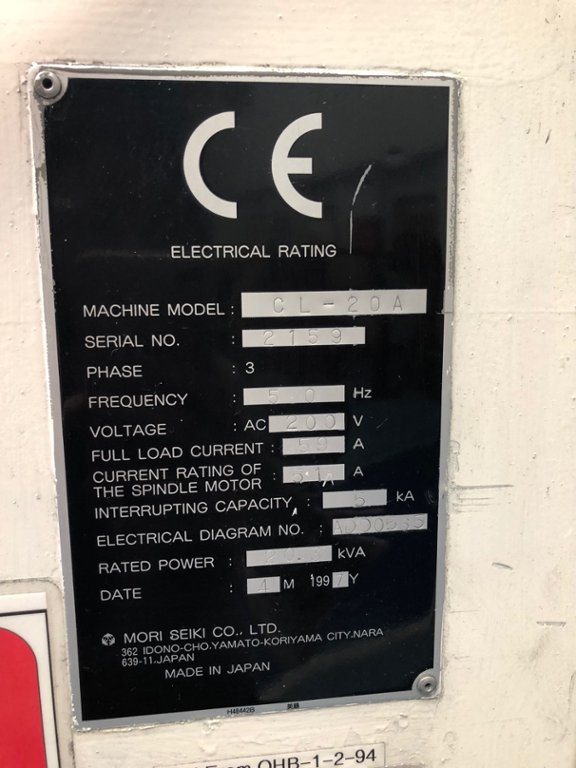 CE
ELECTRICAL RATING
MACHINE MODEL : CL-20A
SERIAL NO. : 2159
PHASE : 3
FREQUENCY : 50 Hz
VOLTAGE : AC 200 V
FULL LOAD CURRENT : 59 A
CURRENT RATING OF
THE SPINDLE MOTOR : A
INTERRUPTING CAPACITY : 5 kA
ELECTRICAL DIAGRAM NO. :
RATED POWER : kVA
DATE : 4 M 1997 Y
MORI SEIKI CO., LTD.
362 IDONO-CHO,YAMATO-KORIYAMA CITY,NARA
639-11,JAPAN
MADE IN JAPAN
H48442B
OHB-1-2-94